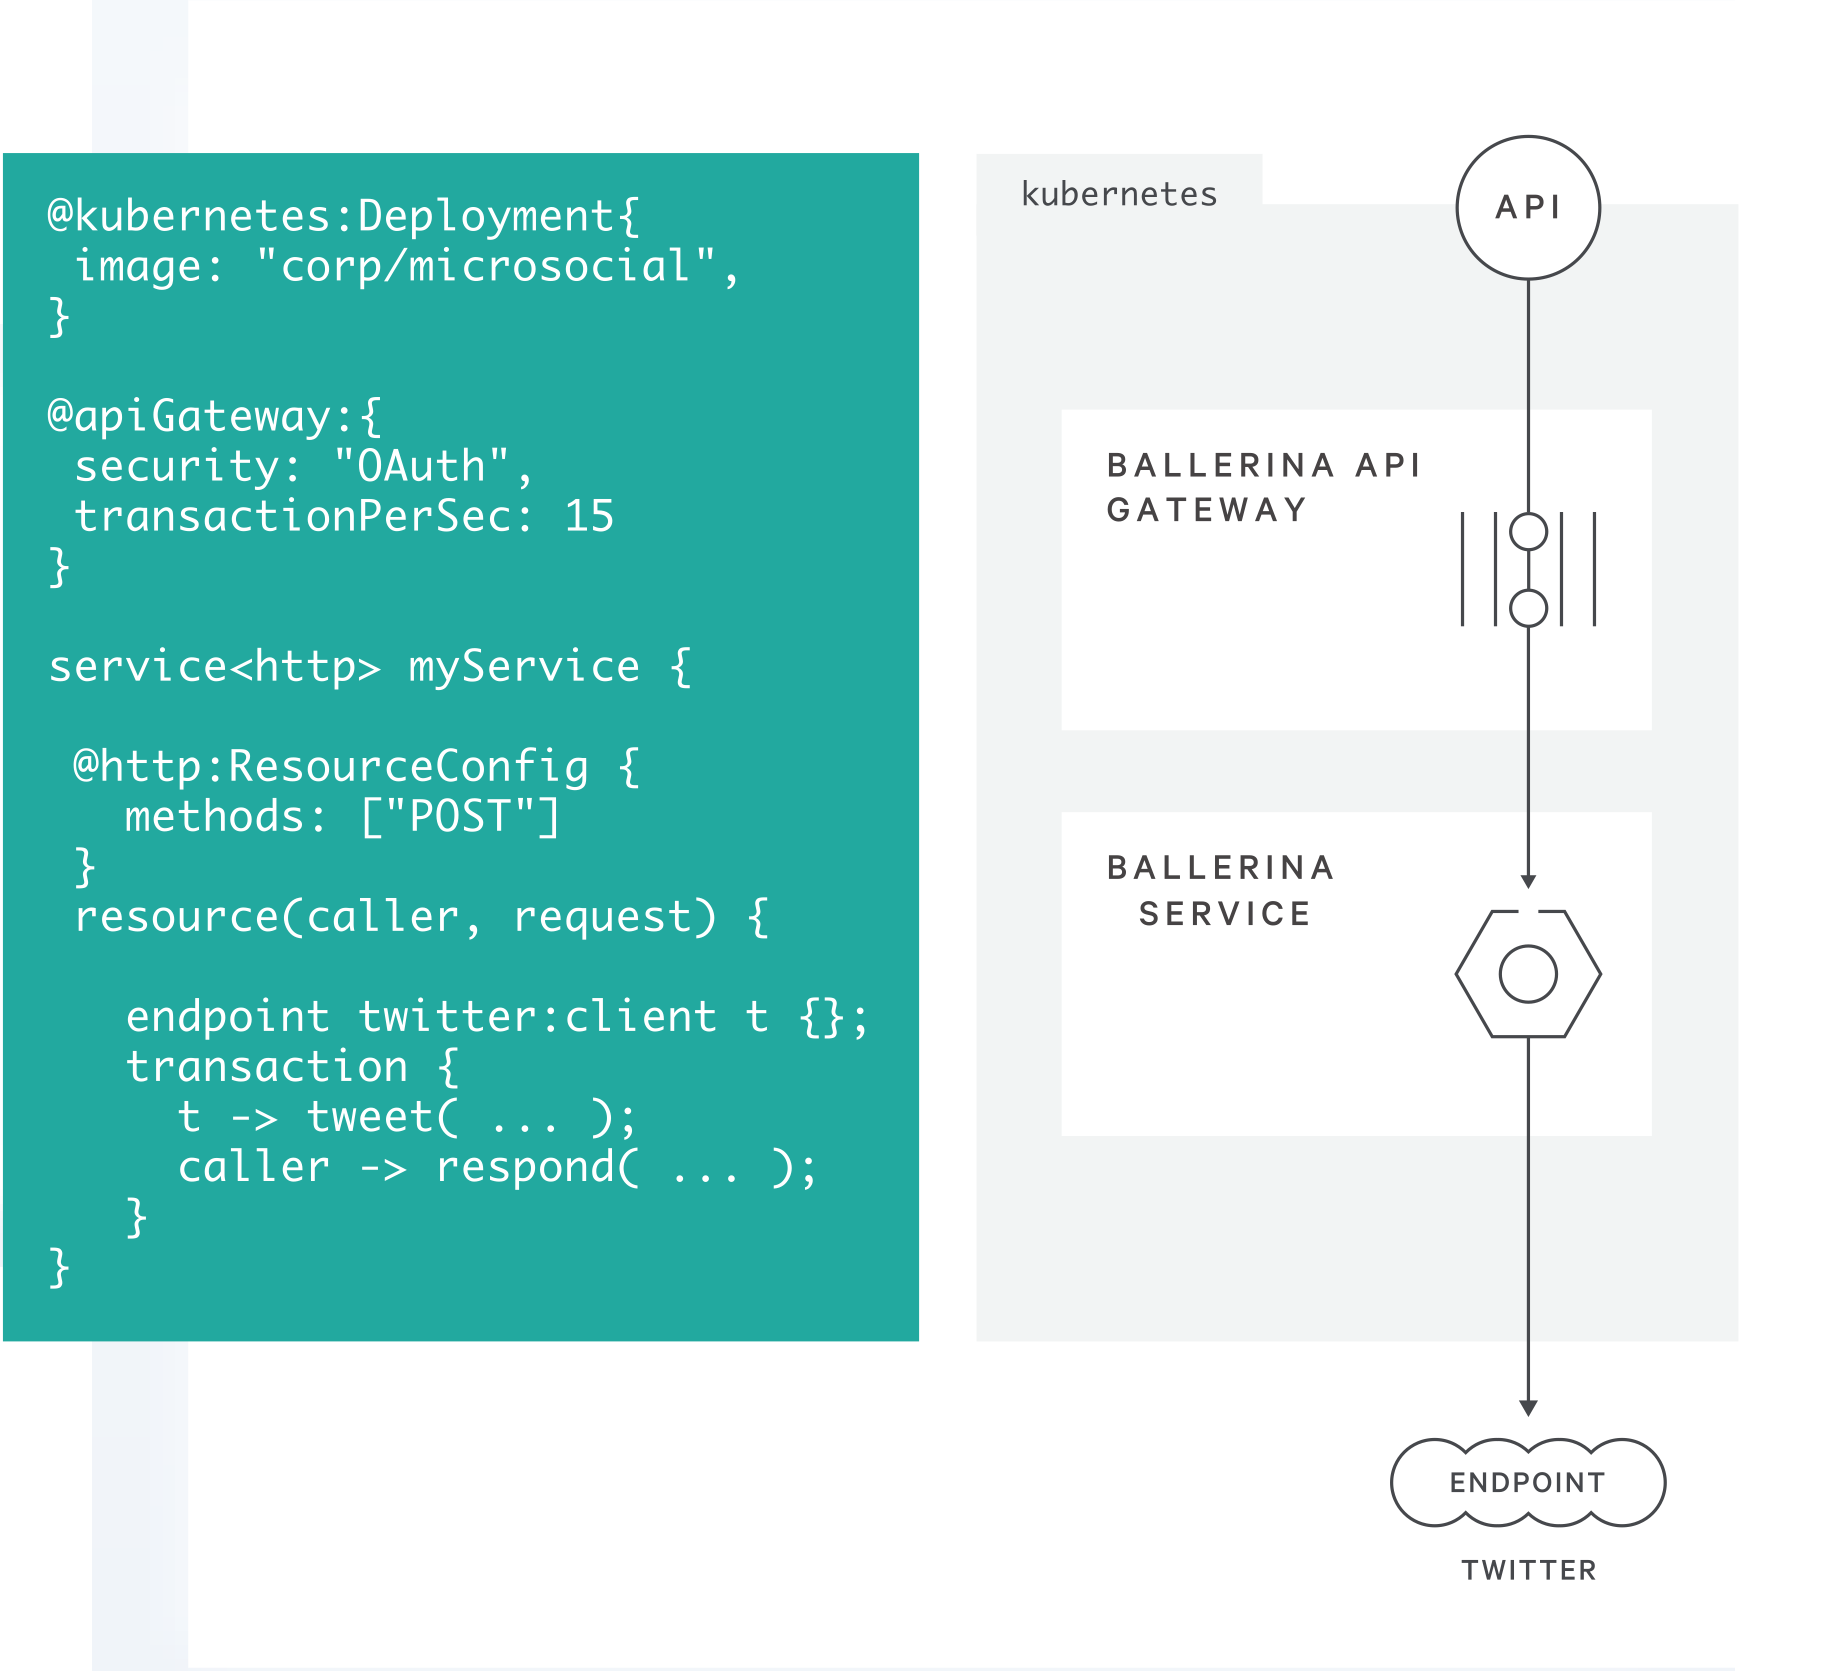 @kubernetes:Deployment{
image: "corp/microsocial",
}
@apiGateway:{
security: "OAuth",
transactionPerSec: 15
}
service<http> myService {
@http:ResourceConfig {
methods: ["POST"]
}
resource(caller, request) {
endpoint twitter:client t {};
transaction {
t -> tweet( ... );
caller -> respond( ... );
}
}
kubernetes
API
BALLERINA API
GATEWAY
BALLERINA
SERVICE
ENDPOINT
TWITTER